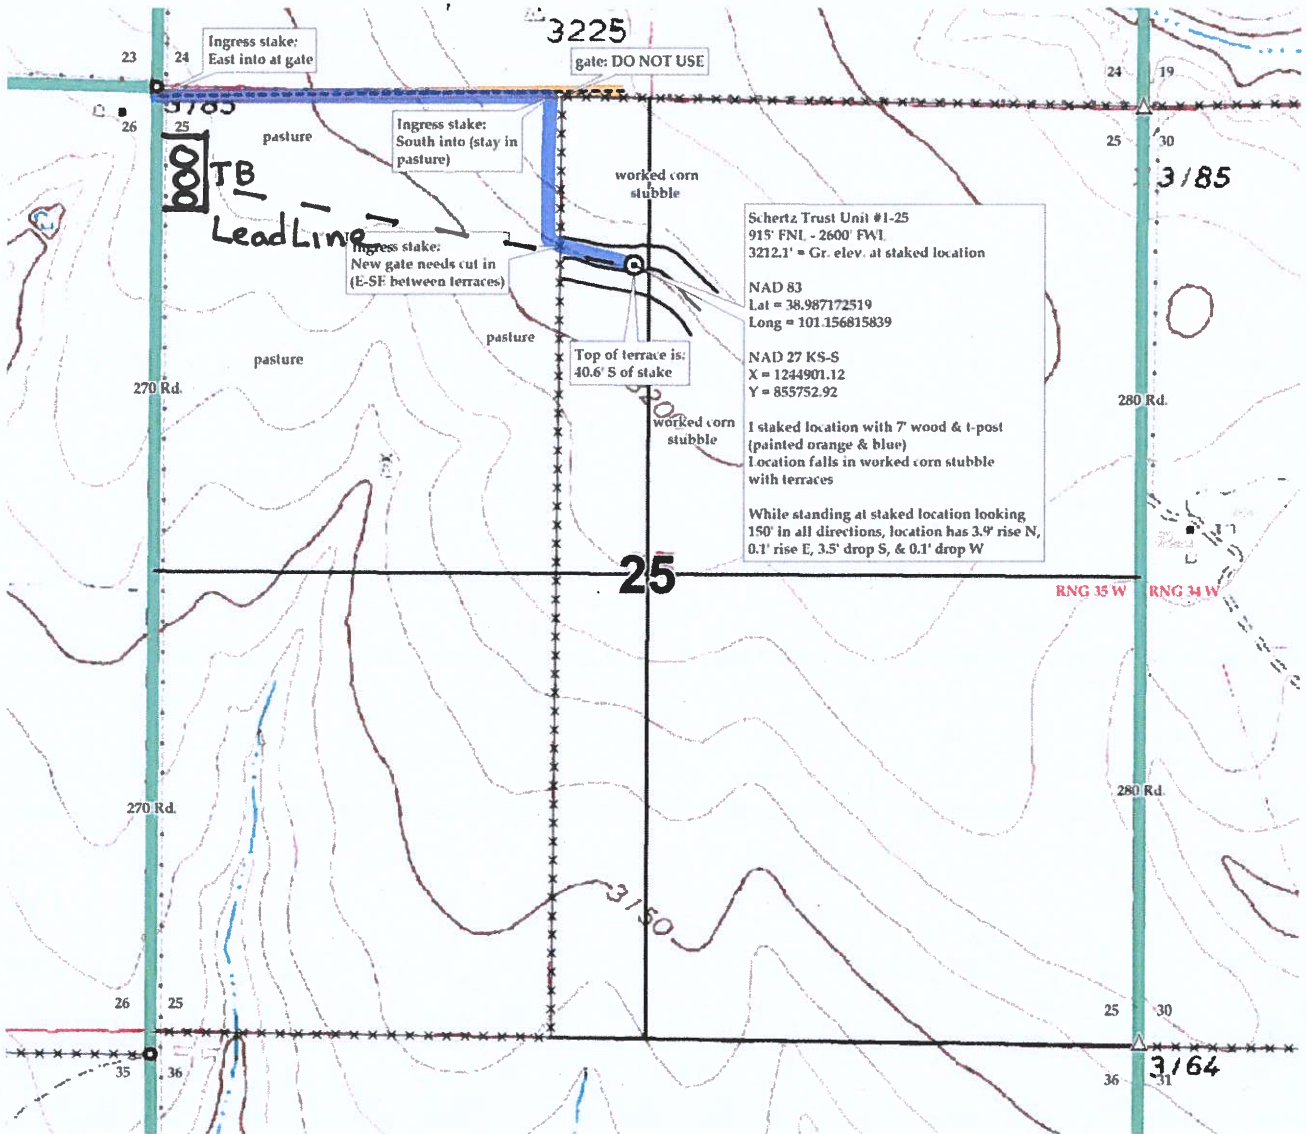 3225
Ingress stake:
East into at gate
gate: DO NOT USE
23
24
24
19
3785
26
25
25
30
pasture
Ingress stake:
South into (stay in
pasture)
TB
worked corn
stubble
3185
Lead Line
Ingress stake:
New gate needs cut in
(E-SE between terraces)
Schertz Trust Unit #1-25
915' FNL - 2600' FWL
3212.1' = Gr. elev. at staked location
NAD 83
Lat = 38.987172519
Long = 101.156815839
NAD 27 KS-S
X = 1244901.12
Y = 855752.92
I staked location with 7' wood & t-post
(painted orange & blue)
Location falls in worked corn stubble
with terraces
While standing at staked location looking
150' in all directions, location has 3.9' rise N,
0.1' rise E, 3.5' drop S, & 0.1' drop W
pasture
pasture
Top of terrace is:
40.6' S of stake
270 Rd.
280 Rd.
3200
worked corn
stubble
25
RNG 35 W
RNG 34 W
270 Rd.
280 Rd.
3150
26
25
25
30
35
36
3164
36
31